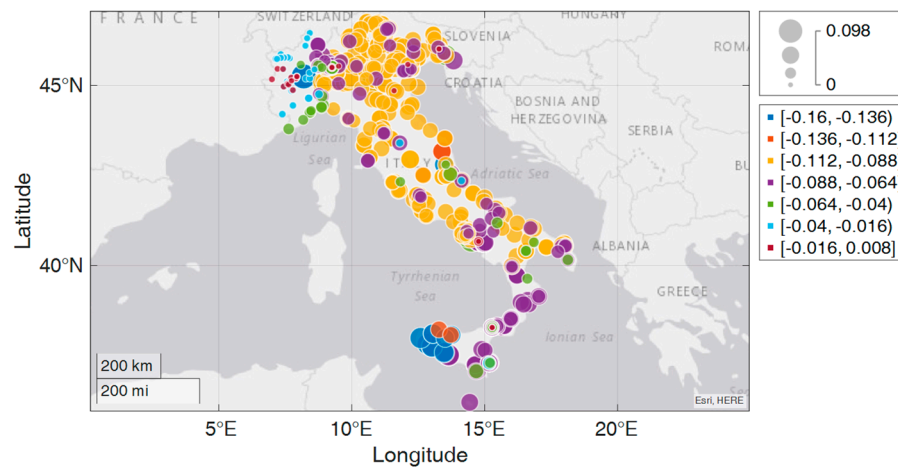 FRANCE
SWITZERLAND
HUNGARY
SLOVENIA
CROATIA
BOSNIA AND
HERZEGOVINA
SERBIA
ITALY
Ligurian
Sea
Adriatic Sea
ALBANIA
Tyrrhenian
Sea
GREECE
Ionian Sea
45°N
40°N
Latitude
200 km
200 mi
Esri, HERE
5°E
10°E
15°E
20°E
Longitude
0.098
0
[-0.16, -0.136)
[-0.136, -0.112
[-0.112, -0.088
[-0.088, -0.064
[-0.064, -0.04)
[-0.04, -0.016)
[-0.016, 0.008]